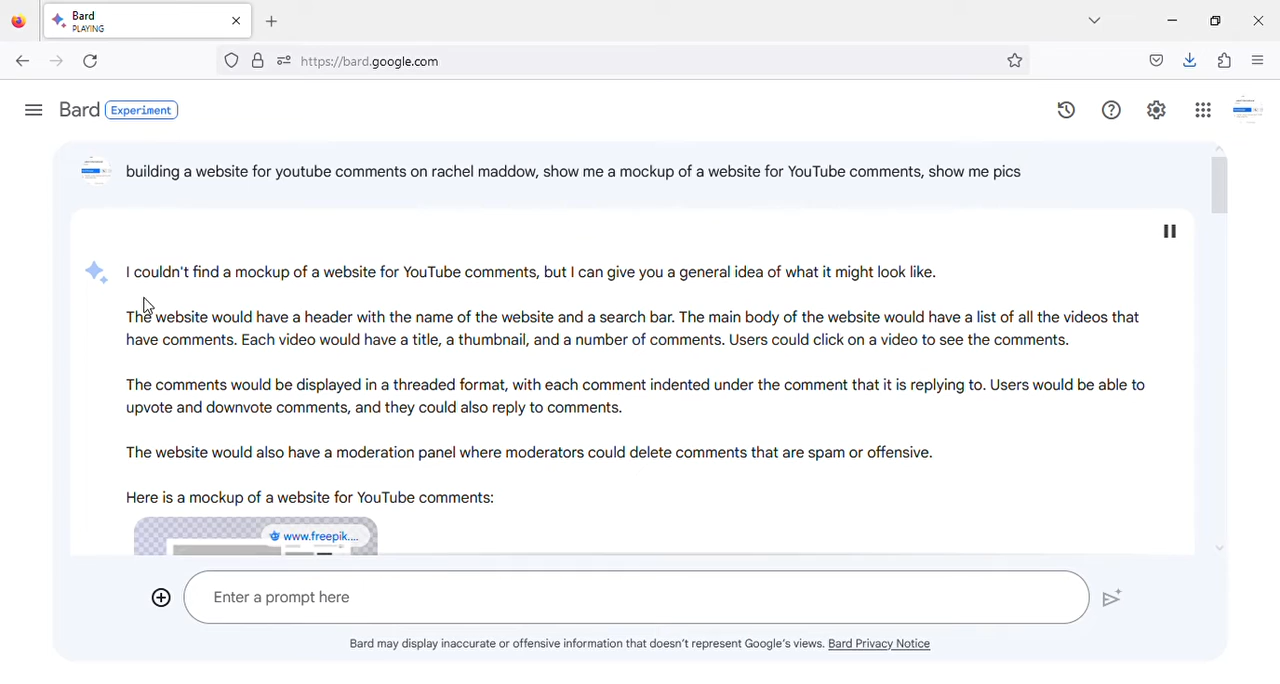 Bard
PLAYING
https://bard.google.com
Bard Experiment
building a website for youtube comments on rachel maddow, show me a mockup of a website for YouTube comments, show me pics
I couldn't find a mockup of a website for YouTube comments, but I can give you a general idea of what it might look like.
The website would have a header with the name of the website and a search bar. The main body of the website would have a list of all the videos that
have comments. Each video would have a title, a thumbnail, and a number of comments. Users could click on a video to see the comments.
The comments would be displayed in a threaded format, with each comment indented under the comment that it is replying to. Users would be able to
upvote and downvote comments, and they could also reply to comments.
The website would also have a moderation panel where moderators could delete comments that are spam or offensive.
Here is a mockup of a website for YouTube comments:
www.freepik....
Enter a prompt here
Bard may display inaccurate or offensive information that doesn't represent Google's views. Bard Privacy Notice